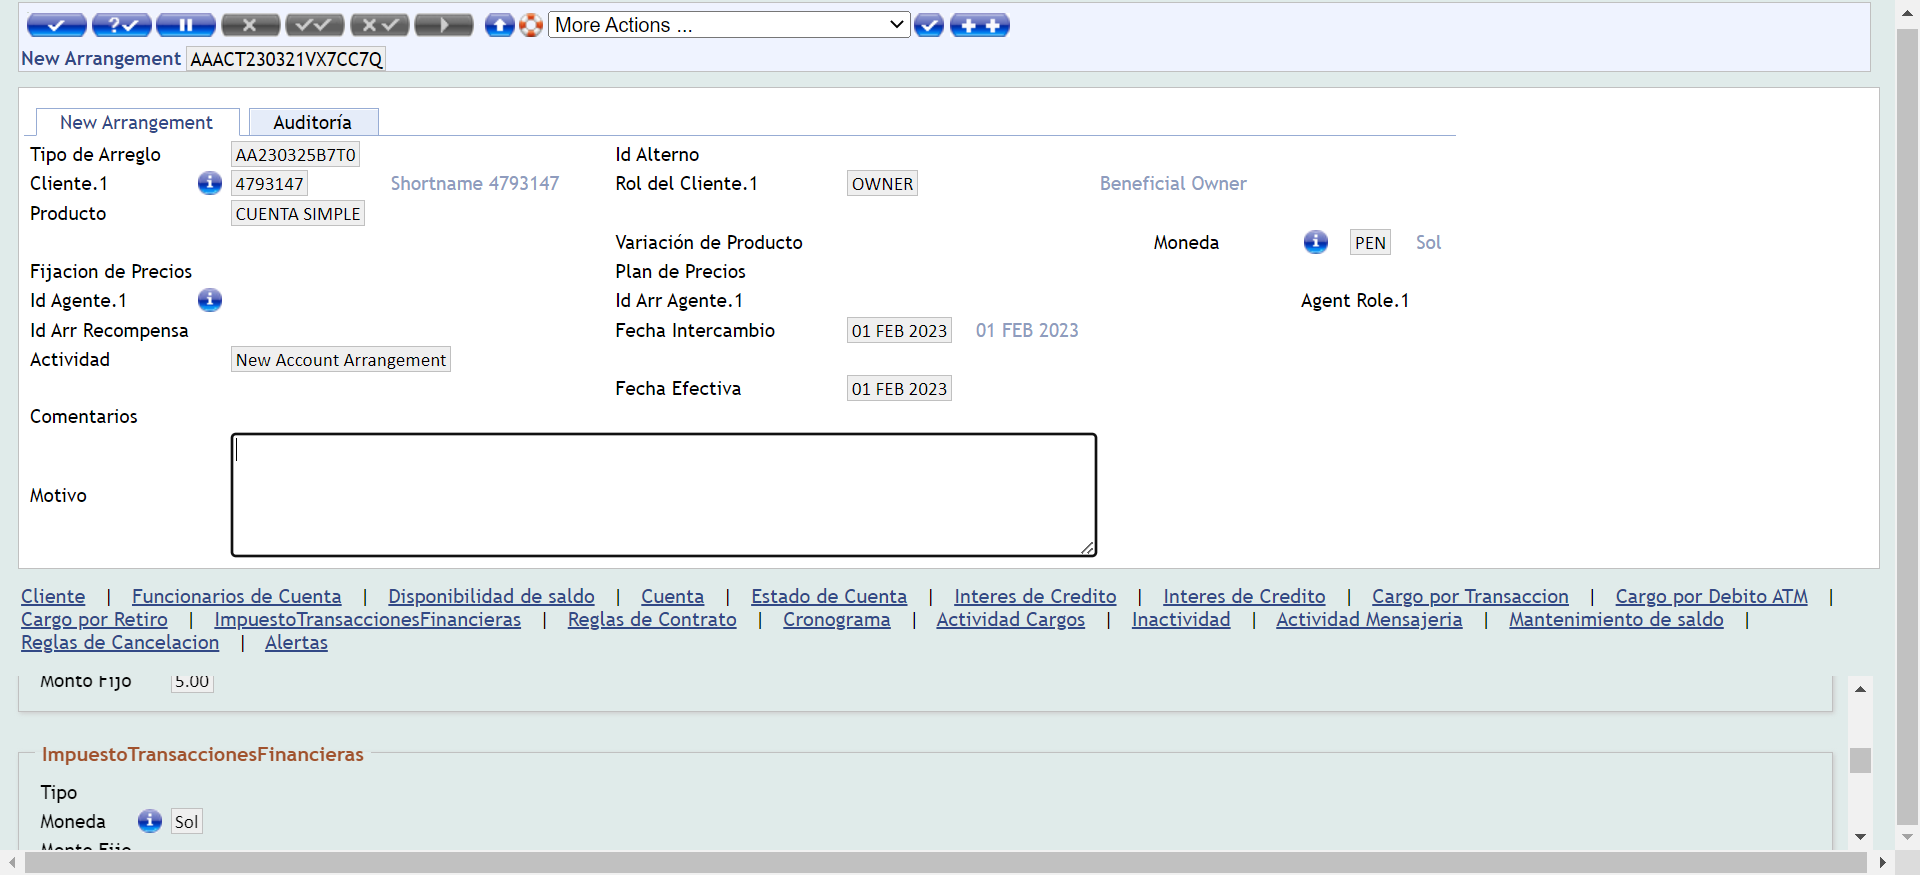 More Actions ...
New Arrangement AAACT230321VX7CC7Q
New Arrangement Auditoría
Tipo de Arreglo AA230325B7T0 Id Alterno
Cliente.1 4793147 Shortname 4793147 Rol del Cliente.1 OWNER Beneficial Owner
Producto CUENTA SIMPLE
Variación de Producto Moneda PEN Sol
Fijacion de Precios Plan de Precios
Id Agente.1 Id Arr Agente.1 Agent Role.1
Id Arr Recompensa Fecha Intercambio 01 FEB 2023 01 FEB 2023
Actividad New Account Arrangement
Fecha Efectiva 01 FEB 2023
Comentarios
Motivo
Cliente | Funcionarios de Cuenta | Disponibilidad de saldo | Cuenta | Estado de Cuenta | Interes de Credito | Interes de Credito | Cargo por Transaccion | Cargo por Debito ATM |
Cargo por Retiro | ImpuestoTransaccionesFinancieras | Reglas de Contrato | Cronograma | Actividad Cargos | Inactividad | Actividad Mensajeria | Mantenimiento de saldo |
Reglas de Cancelacion | Alertas
Monto Fijo 5.00
ImpuestoTransaccionesFinancieras
Tipo
Moneda Sol
Monto Fijo